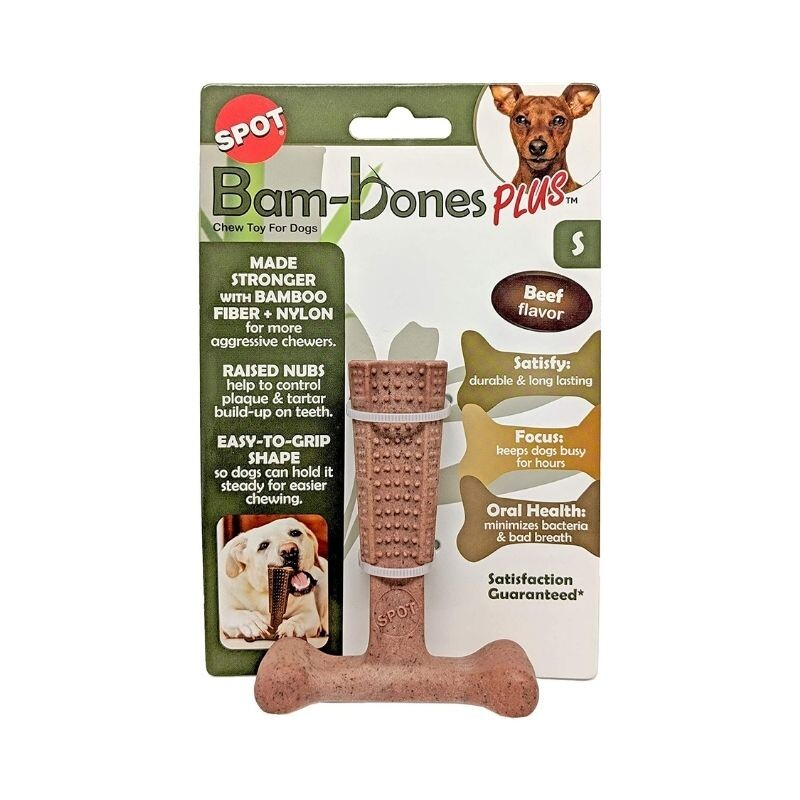 SPOT®
Bam-bones PLUS™
Chew Toy For Dogs
S
MADE
STRONGER
WITH BAMBOO
FIBER + NYLON
for more
aggressive chewers.
RAISED NUBS
help to control
plaque & tartar
build-up on teeth.
EASY-TO-GRIP
SHAPE
so dogs can hold it
steady for easier
chewing.
Beef
flavor
Satisfy:
durable & long lasting
Focus:
keeps dogs busy
for hours
Oral Health:
minimizes bacteria
& bad breath
Satisfaction
Guaranteed*
SPOT